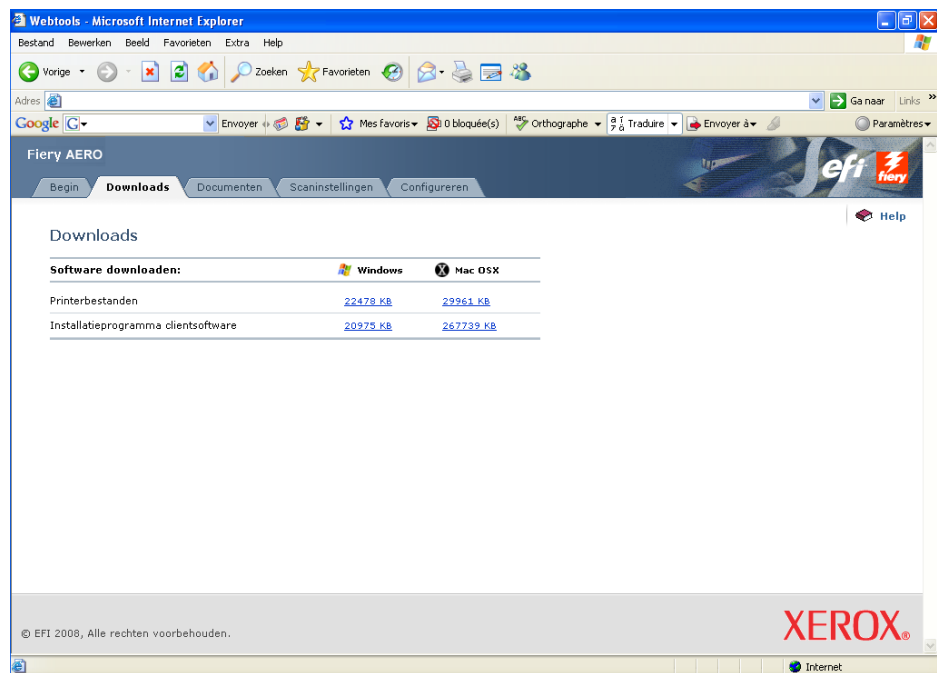 Webtools - Microsoft Internet Explorer
Bestand Bewerken Beeld Favorieten Extra Help
Vorige Zoeken Favorieten
Adres Ga naar Links »
Google G Envoyer Mes favoris 0 bloquée(s) ABC Orthographe Traduire Envoyer à Paramètres
Fiery AERO
efi fiery
Begin Downloads Documenten Scaninstellingen Configureren
Help
Downloads
Software downloaden: Windows Mac OSX
Printerbestanden 22478 KB 29961 KB
Installatieprogramma clientsoftware 20975 KB 267739 KB
© EFI 2008, Alle rechten voorbehouden.
XEROX®
Internet